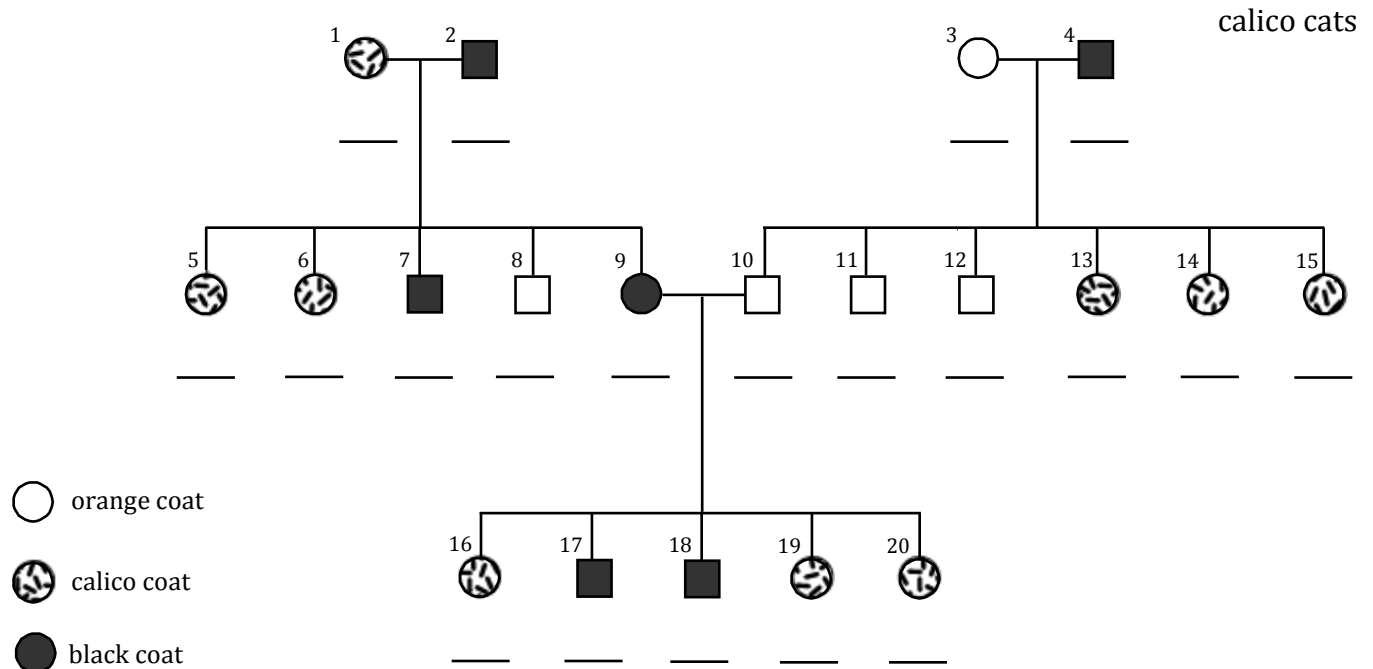 calico cats
1 2 3 4
5 6 7 8 9 10 11 12 13 14 15
orange coat
16 17 18 19 20
calico coat
black coat